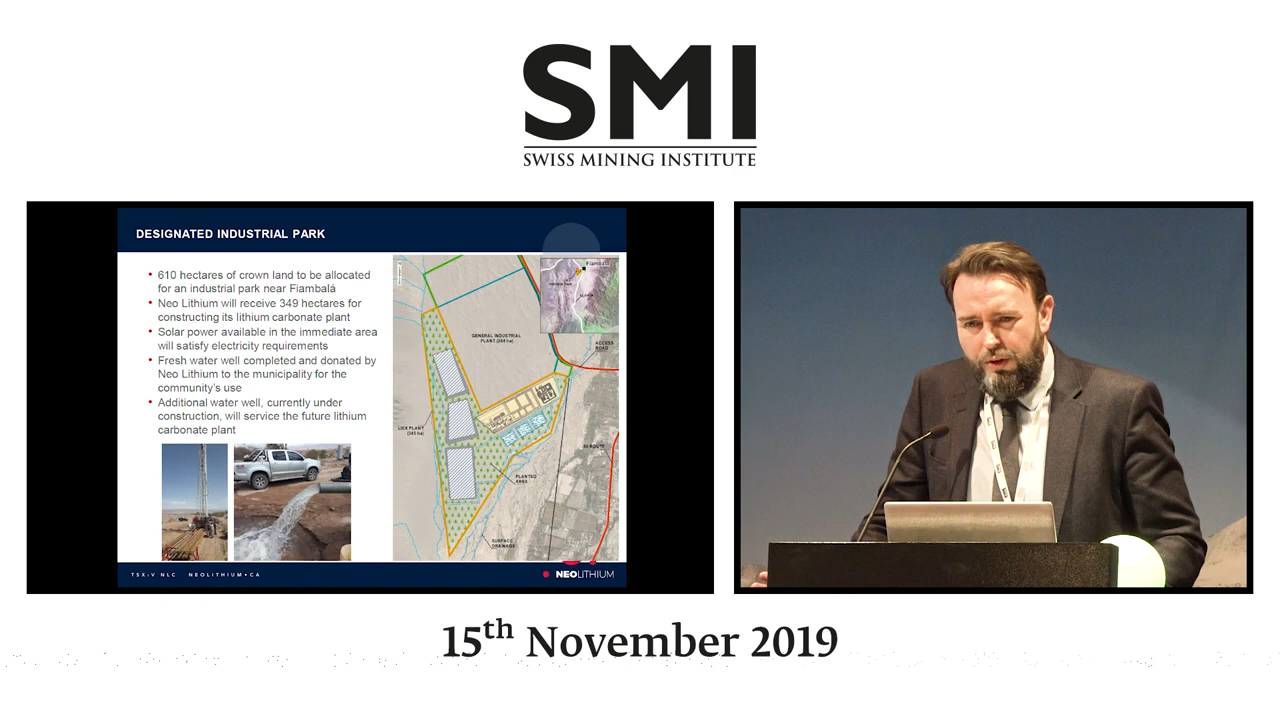 SMI
SWISS MINING INSTITUTE
DESIGNATED INDUSTRIAL PARK
• 610 hectares of crown land to be allocated
for an industrial park near Fiambalá
• Neo Lithium will receive 349 hectares for
constructing its lithium carbonate plant
• Solar power available in the immediate area
will satisfy electricity requirements
• Fresh water well completed and donated by
Neo Lithium to the municipality for the
community's use
• Additional water well, currently under
construction, will service the future lithium
carbonate plant
Fiambalá
GENERAL INDUSTRIAL
ACCESS
ROAD
PLANTED
AREA
SURFACE
DRAINAGE
TSX:V NLC NEOLITHIUM•CA
NEOLITHIUM
15th November 2019